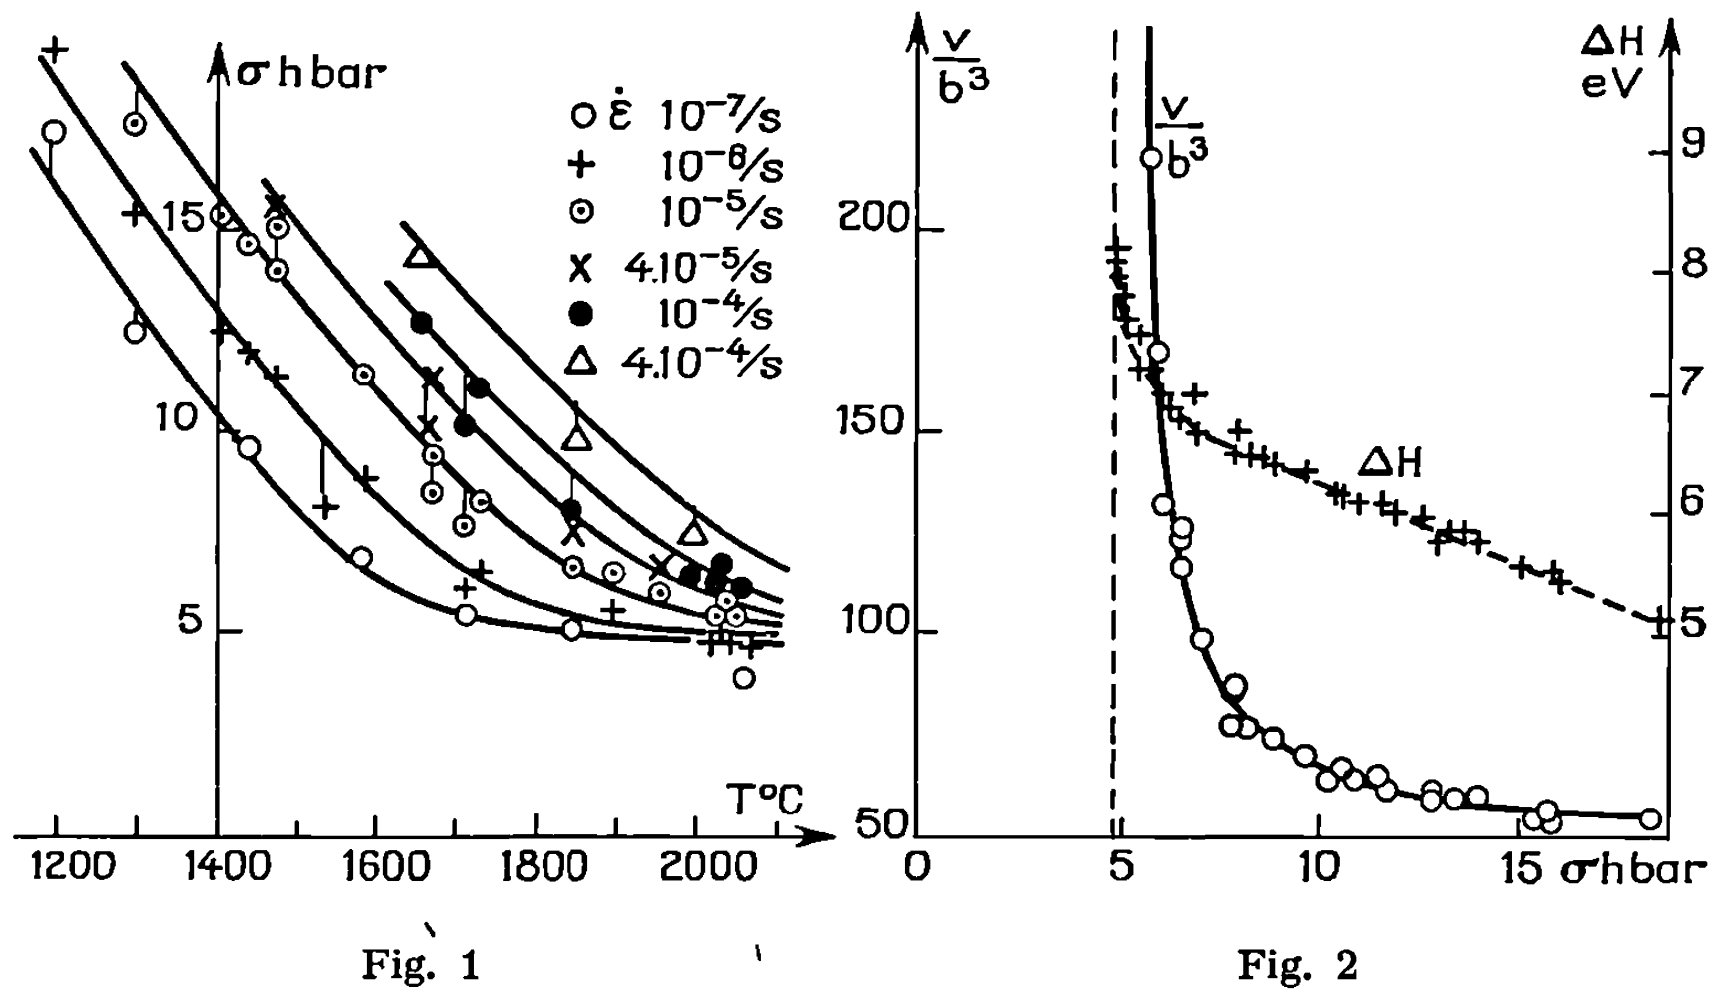 σ h bar
○ ε̇ 10⁻⁷/s
+ 10⁻⁶/s
⊙ 10⁻⁵/s
× 4.10⁻⁵/s
● 10⁻⁴/s
△ 4.10⁻⁴/s
15
10
5
T°C
1200 1400 1600 1800 2000
Fig. 1
v/b³
ΔH
eV
v/b³
200
150
100
50
9
8
7
6
5
ΔH
0 5 10 15 σ h bar
Fig. 2